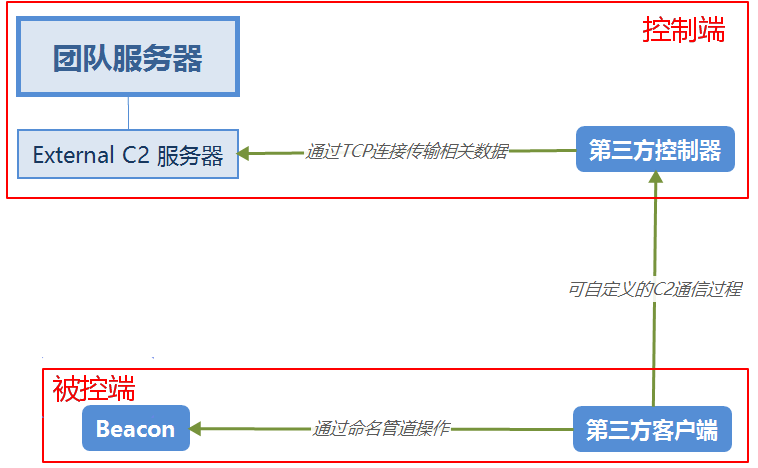 控制端
团队服务器
External C2 服务器
通过TCP连接传输相关数据
第三方控制器
可自定义的C2通信过程
被控端
Beacon
通过命名管道操作
第三方客户端